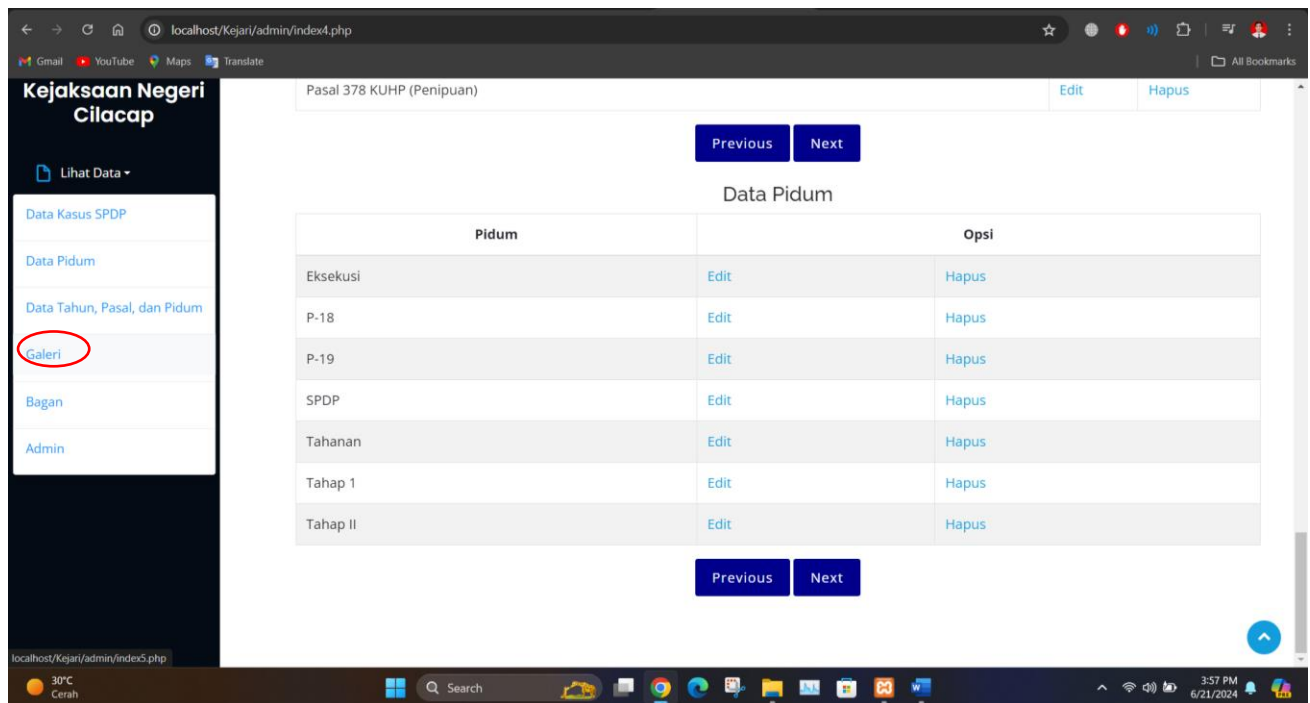 localhost/Kejari/admin/index4.php
Gmail YouTube Maps Translate All Bookmarks
Kejaksaan Negeri
Cilacap
Lihat Data
Data Kasus SPDP
Data Pidum
Data Tahun, Pasal, dan Pidum
Galeri
Bagan
Admin
Pasal 378 KUHP (Penipuan) Edit Hapus
Previous Next
Data Pidum
Pidum Opsi
Eksekusi Edit Hapus
P-18 Edit Hapus
P-19 Edit Hapus
SPDP Edit Hapus
Tahanan Edit Hapus
Tahap 1 Edit Hapus
Tahap II Edit Hapus
Previous Next
localhost/Kejari/admin/index5.php
30°C
Cerah
Search
3:57 PM
6/21/2024